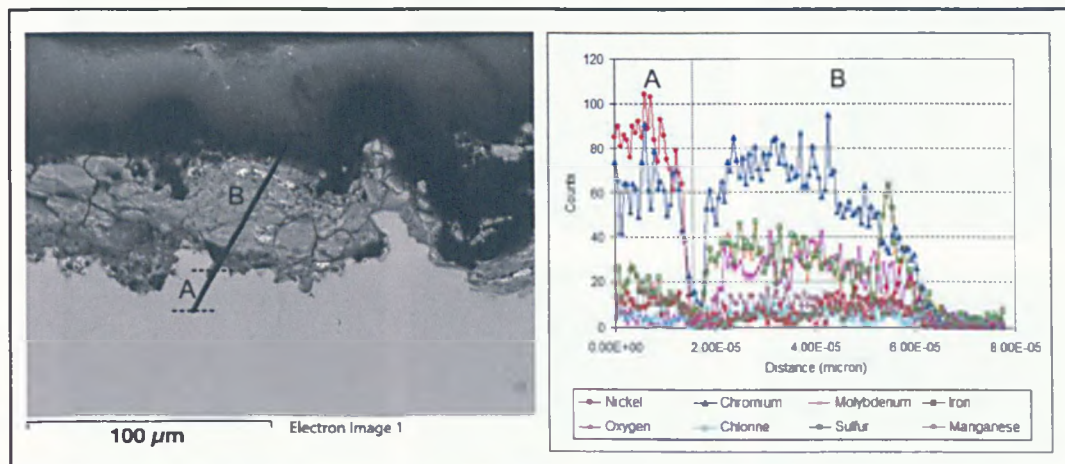 B
A
100 µm
Electron Image 1
A
B
120
100
80
60
40
20
0
Counts
0.00E+00
2.00E-05
4.00E-05
6.00E-05
8.00E-05
Distance (micron)
Nickel
Chromium
Molybdenum
Iron
Oxygen
Chlorine
Sulfur
Manganese